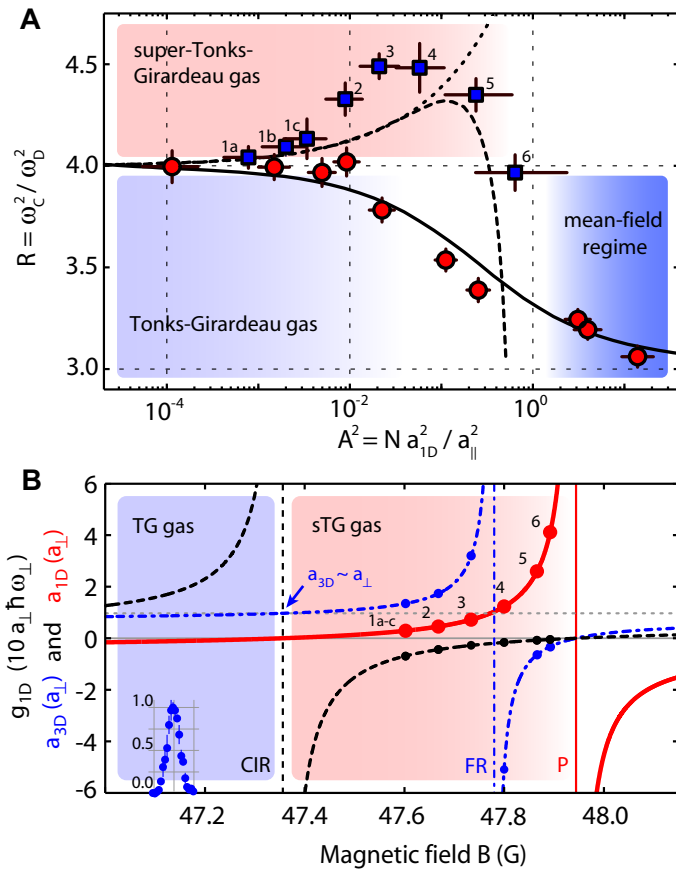 A
super-Tonks-
Girardeau gas
1a
1b
1c
2
3
4
5
6
4.5
4.0
3.5
3.0
R = ω_C^2 / ω_D^2
mean-field
regime
Tonks-Girardeau gas
10^-4
10^-2
10^0
A^2 = N a_1D^2 / a_||^2
B
6
4
2
0
-2
-4
-6
g_1D (10 a_⊥ ħ ω_⊥)
a_3D (a_⊥) and a_1D (a_⊥)
TG gas
sTG gas
a_3D ~ a_⊥
1a-c
2
3
4
5
6
1.0
0.5
0.0
CIR
FR
P
47.2
47.6
47.8
48.0
Magnetic field B (G)